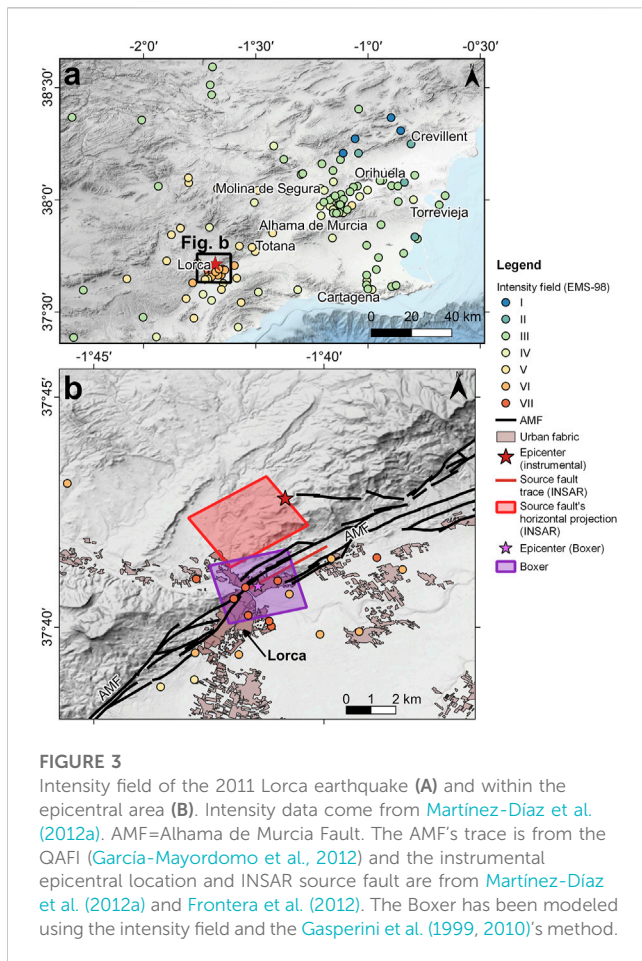 -2°0'
-1°30'
-1°0'
-0°30'
a
N
38°30'
38°0'
37°30'
Crevillent
Orihuela
Molina de Segura
Torrevieja
Alhama de Murcia
Fig. b
Totana
Lorca
Cartagena
0 20 40 km
-1°45'
-1°40'
b
N
37°45'
37°40'
AMF
Lorca
AMF
0 1 2 km
Legend
Intensity field (EMS-98)
I
II
III
IV
V
VI
VII
AMF
Urban fabric
Epicenter
(instrumental)
Source fault
trace (INSAR)
Source fault's
horizontal projection
(INSAR)
Epicenter (Boxer)
Boxer
FIGURE 3
Intensity field of the 2011 Lorca earthquake (A) and within the
epicentral area (B). Intensity data come from Martínez-Díaz et al.
(2012a). AMF=Alhama de Murcia Fault. The AMF's trace is from the
QAFI (García-Mayordomo et al., 2012) and the instrumental
epicentral location and INSAR source fault are from Martínez-Díaz
et al. (2012a) and Frontera et al. (2012). The Boxer has been modeled
using the intensity field and the Gasperini et al. (1999, 2010)'s method.